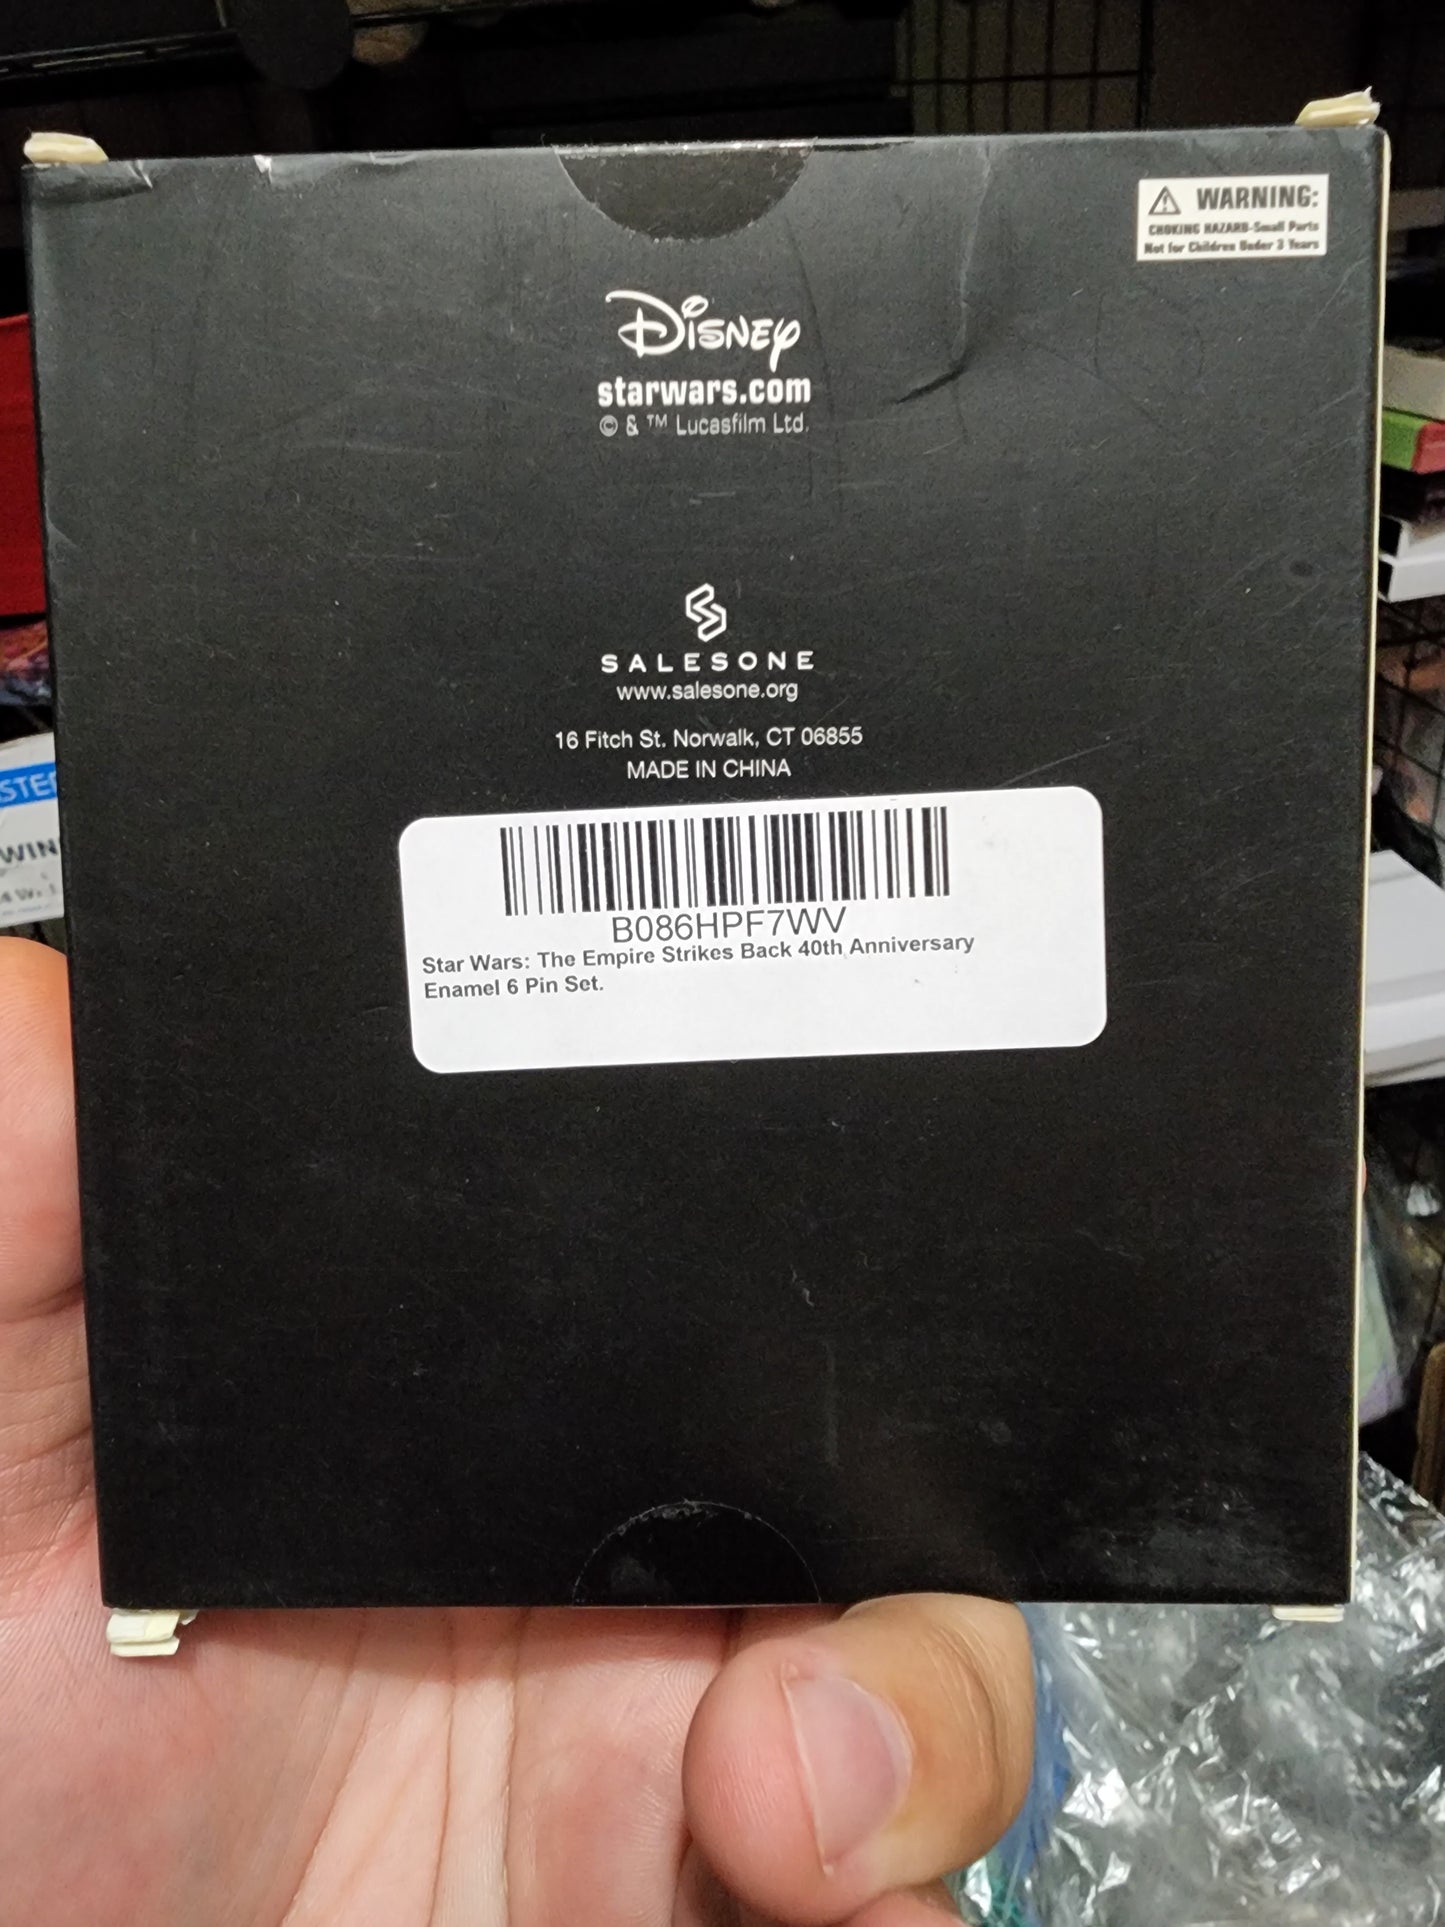 WARNING:
CHOKING HAZARD-Small Parts
Not for Children Under 3 Years
Disney
starwars.com
© & ™ Lucasfilm Ltd.
SALESONE
www.salesone.org
16 Fitch St. Norwalk, CT 06855
MADE IN CHINA
B086HPF7WV
Star Wars: The Empire Strikes Back 40th Anniversary
Enamel 6 Pin Set.
STE
WIN